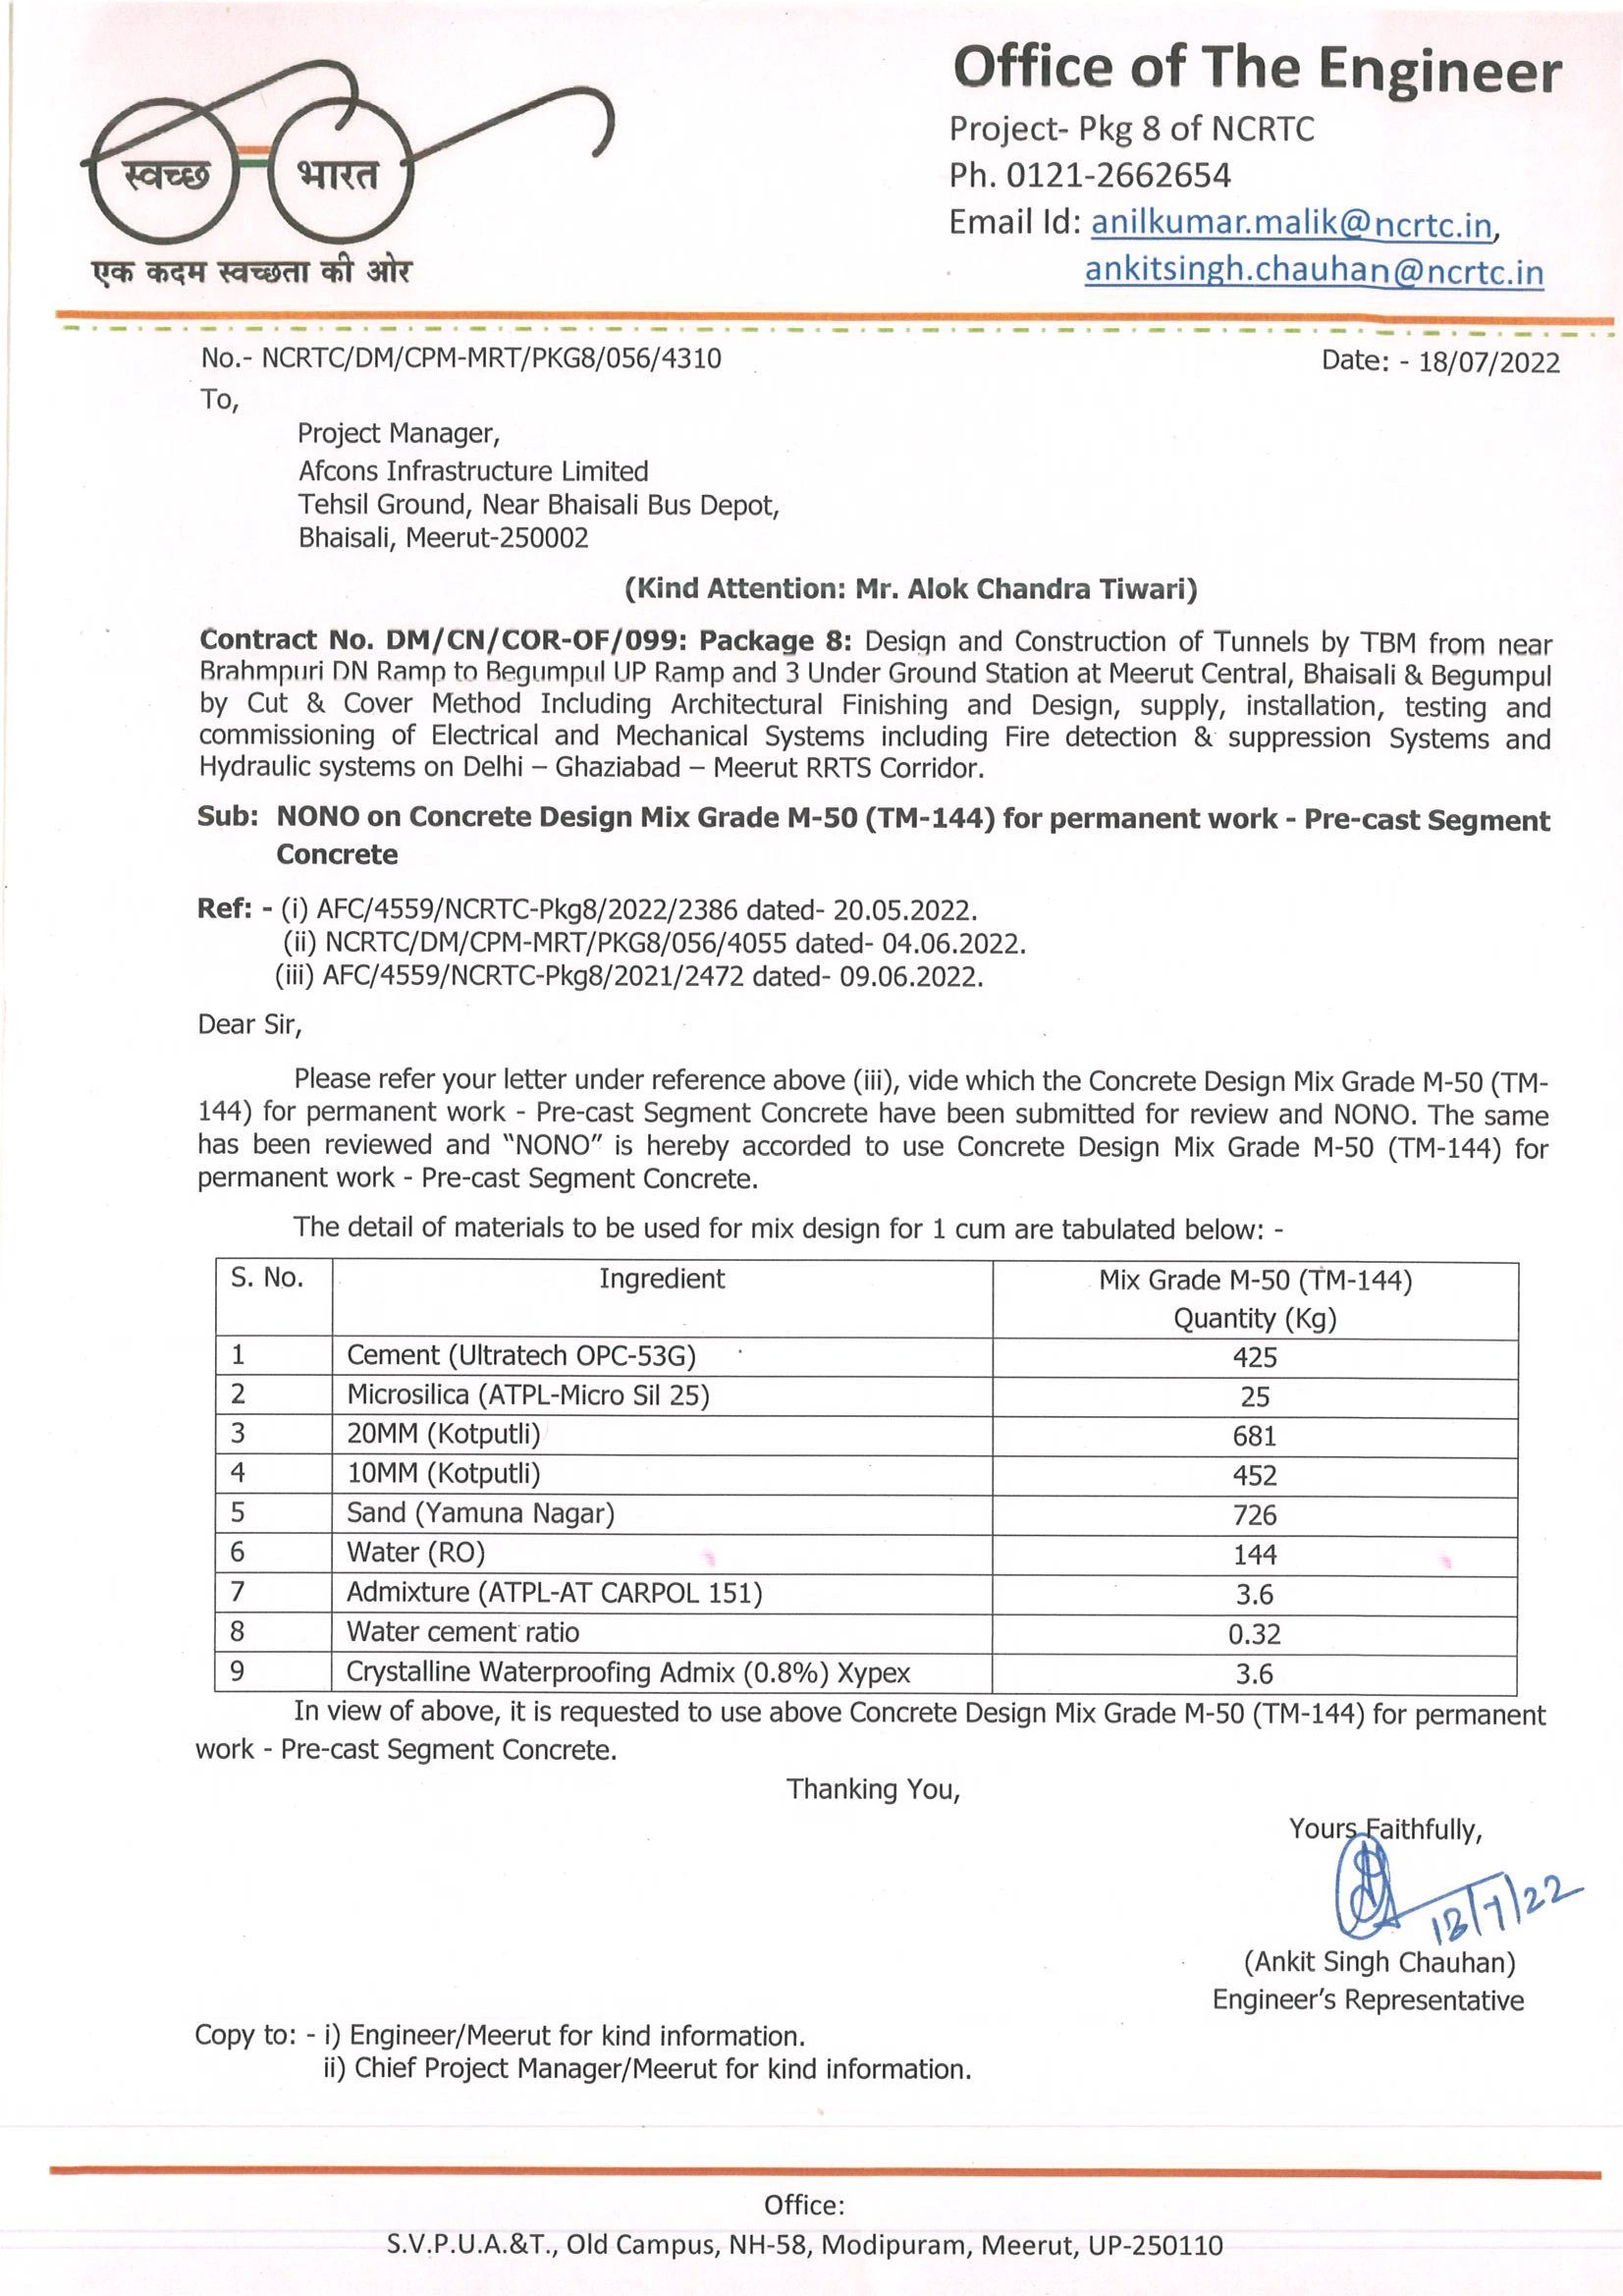 Office of The Engineer
Project- Pkg 8 of NCRTC
Ph. 0121-2662654
Email Id: anilkumar.malik@ncrtc.in,
ankitsingh.chauhan@ncrtc.in
स्वच्छ भारत
एक कदम स्वच्छता की ओर
No.- NCRTC/DM/CPM-MRT/PKG8/056/4310 Date: - 18/07/2022
To,
Project Manager,
Afcons Infrastructure Limited
Tehsil Ground, Near Bhaisali Bus Depot,
Bhaisali, Meerut-250002
(Kind Attention: Mr. Alok Chandra Tiwari)
Contract No. DM/CN/COR-OF/099: Package 8: Design and Construction of Tunnels by TBM from near
Brahmpuri DN Ramp to Begumpul UP Ramp and 3 Under Ground Station at Meerut Central, Bhaisali & Begumpul
by Cut & Cover Method Including Architectural Finishing and Design, supply, installation, testing and
commissioning of Electrical and Mechanical Systems including Fire detection & suppression Systems and
Hydraulic systems on Delhi – Ghaziabad – Meerut RRTS Corridor.
Sub: NONO on Concrete Design Mix Grade M-50 (TM-144) for permanent work - Pre-cast Segment
Concrete
Ref: - (i) AFC/4559/NCRTC-Pkg8/2022/2386 dated- 20.05.2022.
(ii) NCRTC/DM/CPM-MRT/PKG8/056/4055 dated- 04.06.2022.
(iii) AFC/4559/NCRTC-Pkg8/2021/2472 dated- 09.06.2022.
Dear Sir,
Please refer your letter under reference above (iii), vide which the Concrete Design Mix Grade M-50 (TM-
144) for permanent work - Pre-cast Segment Concrete have been submitted for review and NONO. The same
has been reviewed and “NONO” is hereby accorded to use Concrete Design Mix Grade M-50 (TM-144) for
permanent work - Pre-cast Segment Concrete.
The detail of materials to be used for mix design for 1 cum are tabulated below: -
S. No. Ingredient Mix Grade M-50 (TM-144)
Quantity (Kg)
1 Cement (Ultratech OPC-53G) 425
2 Microsilica (ATPL-Micro Sil 25) 25
3 20MM (Kotputli) 681
4 10MM (Kotputli) 452
5 Sand (Yamuna Nagar) 726
6 Water (RO) 144
7 Admixture (ATPL-AT CARPOL 151) 3.6
8 Water cement ratio 0.32
9 Crystalline Waterproofing Admix (0.8%) Xypex 3.6
In view of above, it is requested to use above Concrete Design Mix Grade M-50 (TM-144) for permanent
work - Pre-cast Segment Concrete.
Thanking You,
Yours Faithfully,
18/7/22
(Ankit Singh Chauhan)
Engineer’s Representative
Copy to: - i) Engineer/Meerut for kind information.
ii) Chief Project Manager/Meerut for kind information.
Office:
S.V.P.U.A.&T., Old Campus, NH-58, Modipuram, Meerut, UP-250110